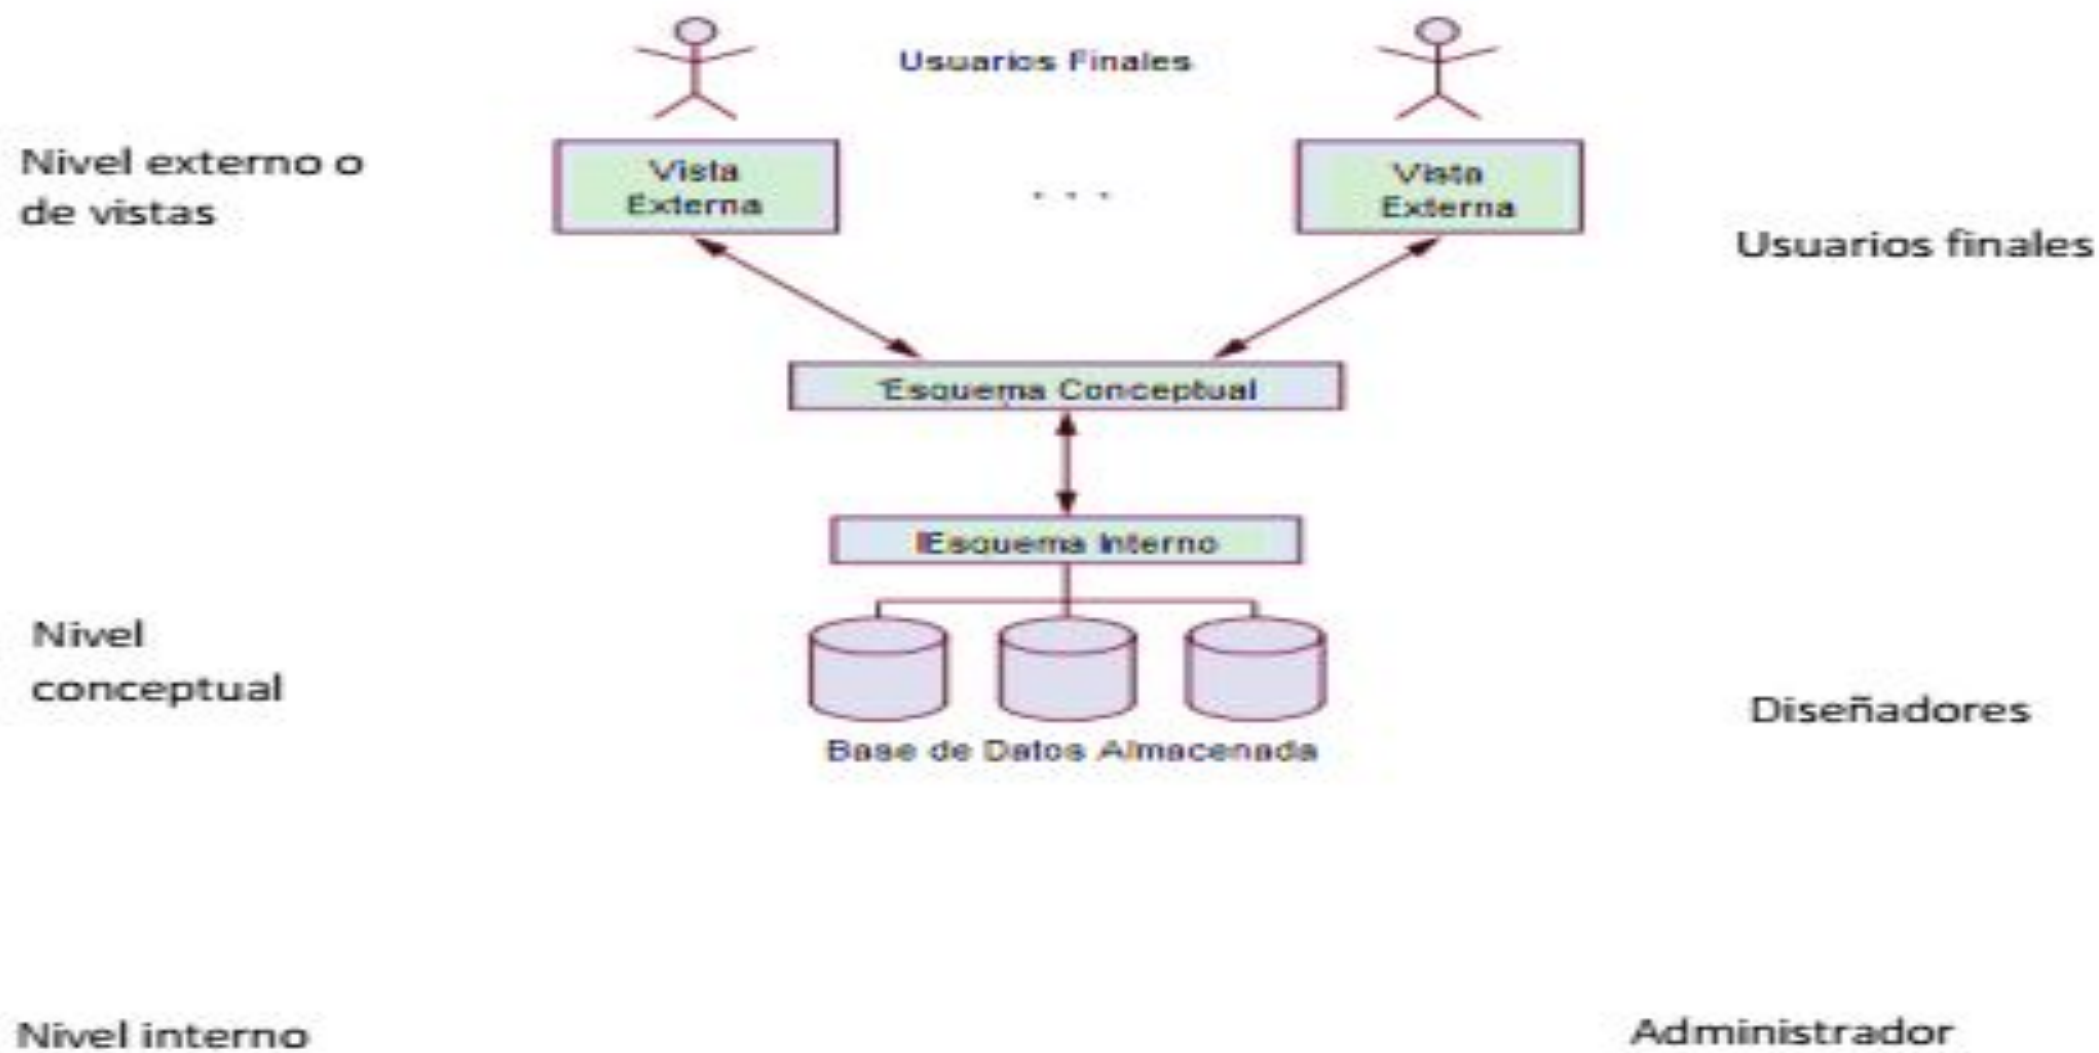 Usuarios Finales
Nivel externo o
de vistas
Vista
Externa
. . .
Vista
Externa
Usuarios finales
Esquema Conceptual
Esquema Interno
Nivel
conceptual
Diseñadores
Base de Datos Almacenada
Nivel interno
Administrador